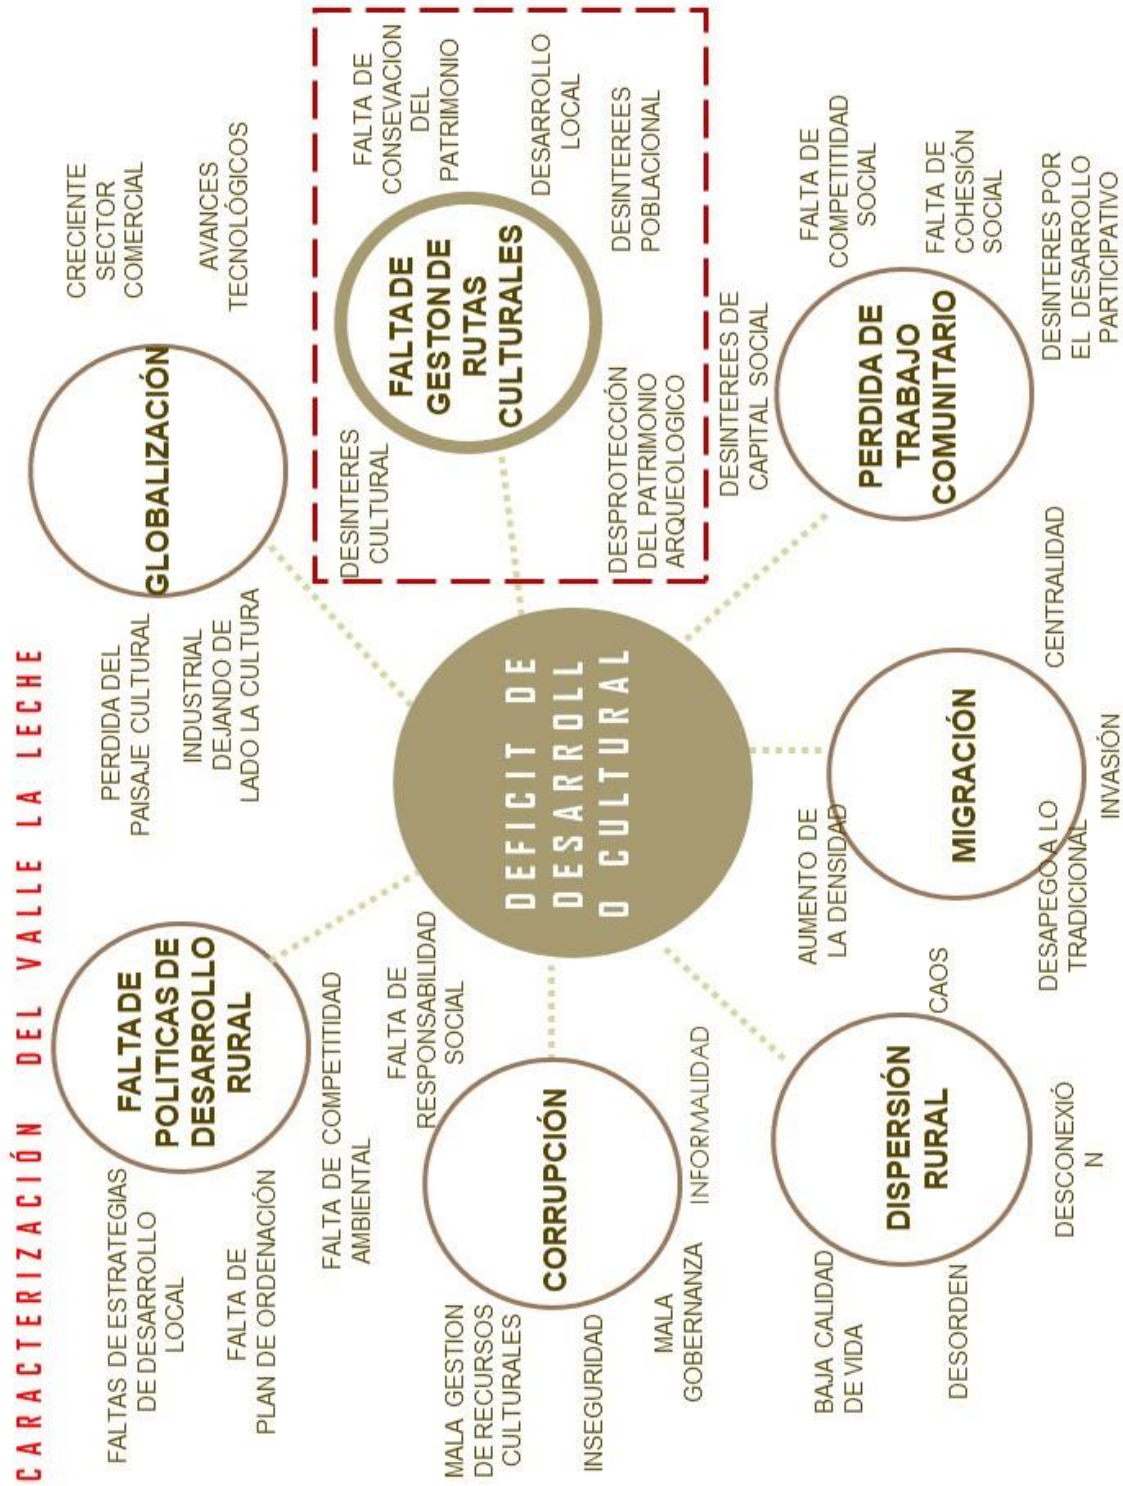 CARACTERIZACIÓN DEL VALLE LA LECHE
FALTA DE
POLITICAS DE
DESARROLLO
RURAL
FALTAS DE ESTRATEGIAS
DE DESARROLLO
LOCAL
FALTA DE
PLAN DE ORDENACIÓN
FALTA DE COMPETITIDAD
AMBIENTAL
GLOBALIZACIÓN
PERDIDA DEL
PAISAJE CULTURAL
INDUSTRIAL
DEJANDO DE
LADO LA CULTURA
CRECIENTE
SECTOR
COMERCIAL
AVANCES
TECNOLÓGICOS
FALTA DE
GESTON DE
RUTAS
CULTURALES
DESINTERES
CULTURAL
FALTA DE
CONSEVACION
DEL
PATRIMONIO
DESARROLLO
LOCAL
DESINTEREES
POBLACIONAL
DESPROTECCIÓN
DEL PATRIMONIO
ARQUEOLOGICO
DEFICIT DE
DESARROLL
O CULTURAL
CORRUPCIÓN
FALTA DE
RESPONSABILIDAD
SOCIAL
MALA GESTION
DE RECURSOS
CULTURALES
INSEGURIDAD
MALA
GOBERNANZA
INFORMALIDAD
PERDIDA DE
TRABAJO
COMUNITARIO
DESINTEREES DE
CAPITAL SOCIAL
FALTA DE
COMPETITIDAD
SOCIAL
FALTA DE
COHESIÓN
SOCIAL
DESINTERES POR
EL DESARROLLO
PARTICIPATIVO
DISPERSIÓN
RURAL
BAJA CALIDAD
DE VIDA
DESORDEN
DESCONEXIÓ
N
CAOS
MIGRACIÓN
AUMENTO DE
LA DENSIDAD
DESAPEGO A LO
TRADICIONAL
INVASIÓN
CENTRALIDAD